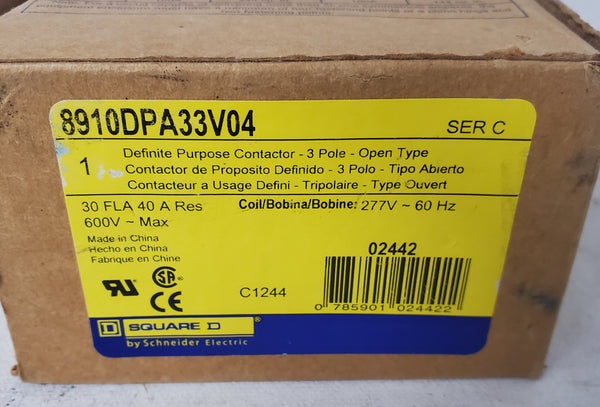 8910DPA33V04
SER C
1
Definite Purpose Contactor - 3 Pole - Open Type
Contactor de Proposito Definido - 3 Polo - Tipo Abierto
Contacteur a Usage Defini - Tripolaire - Type Ouvert
30 FLA 40 A Res
600V ~ Max
Coil/Bobina/Bobine: 277V ~ 60 Hz
Made in China
Hecho en China
Fabrique en Chine
02442
C1244
0 785901 024422
SQUARE D
by Schneider Electric